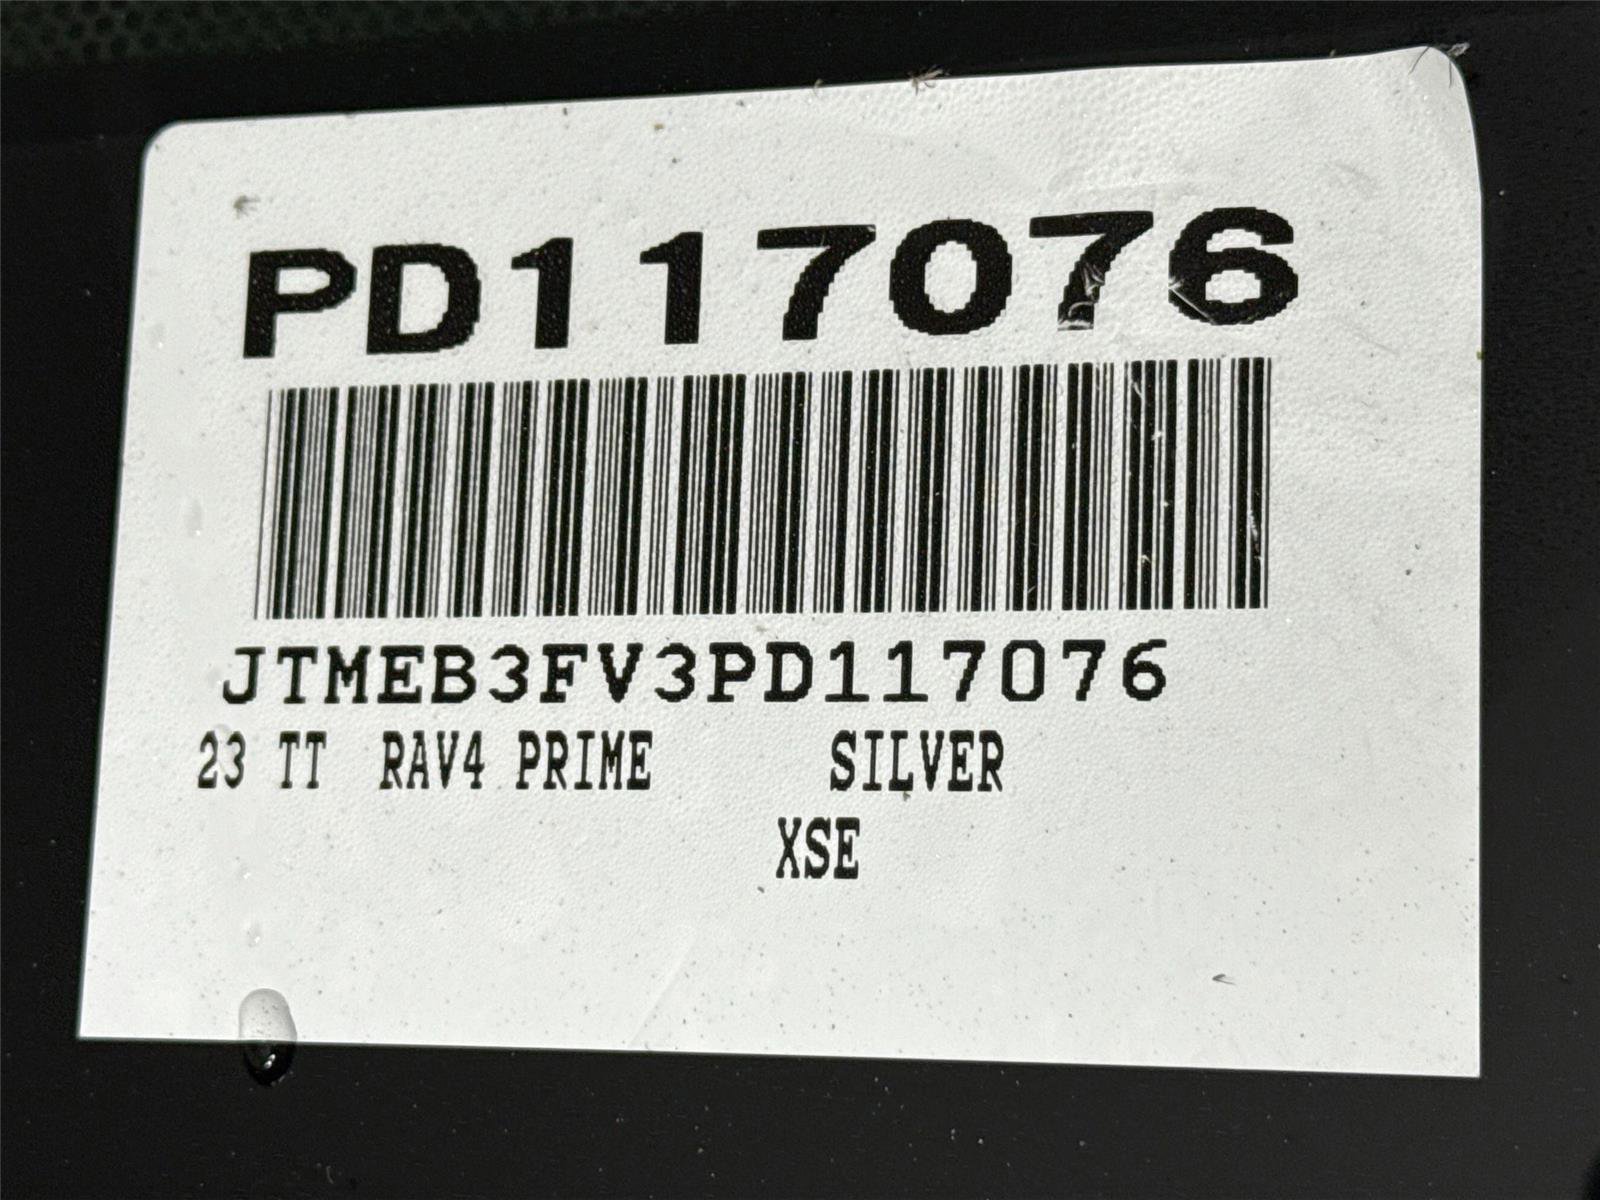 PD117076
JTMEB3FV3PD117076
23 TT RAV4 PRIME SILVER
XSE